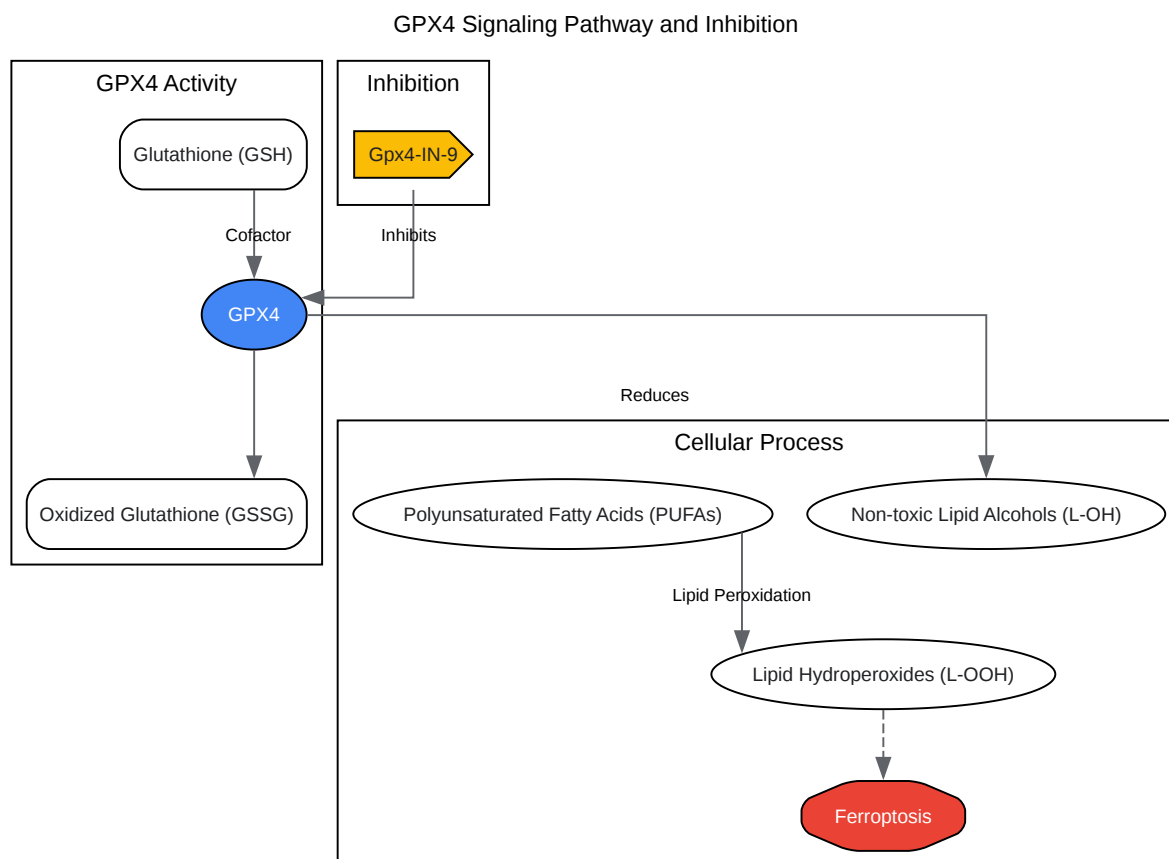 GPX4 Signaling Pathway and Inhibition
GPX4 Activity
Inhibition
Glutathione (GSH)
Gpx4-IN-9
Cofactor
Inhibits
GPX4
Reduces
Cellular Process
Oxidized Glutathione (GSSG)
Polyunsaturated Fatty Acids (PUFAs)
Non-toxic Lipid Alcohols (L-OH)
Lipid Peroxidation
Lipid Hydroperoxides (L-OOH)
Ferroptosis